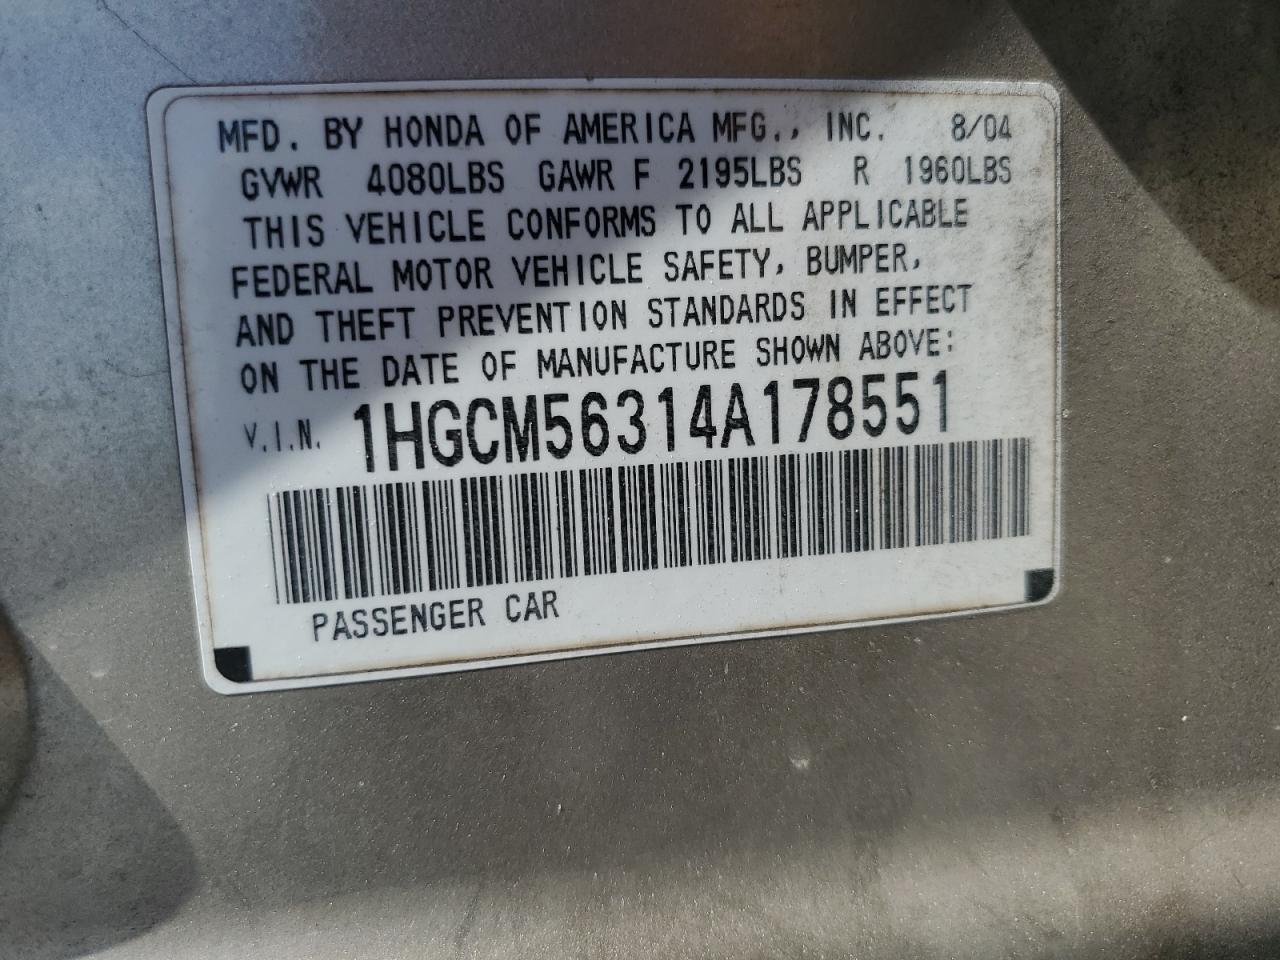 MFD. BY HONDA OF AMERICA MFG., INC. 8/04
GVWR 4080LBS GAWR F 2195LBS R 1960LBS
THIS VEHICLE CONFORMS TO ALL APPLICABLE
FEDERAL MOTOR VEHICLE SAFETY, BUMPER,
AND THEFT PREVENTION STANDARDS IN EFFECT
ON THE DATE OF MANUFACTURE SHOWN ABOVE:
V.I.N. 1HGCM56314A178551
PASSENGER CAR